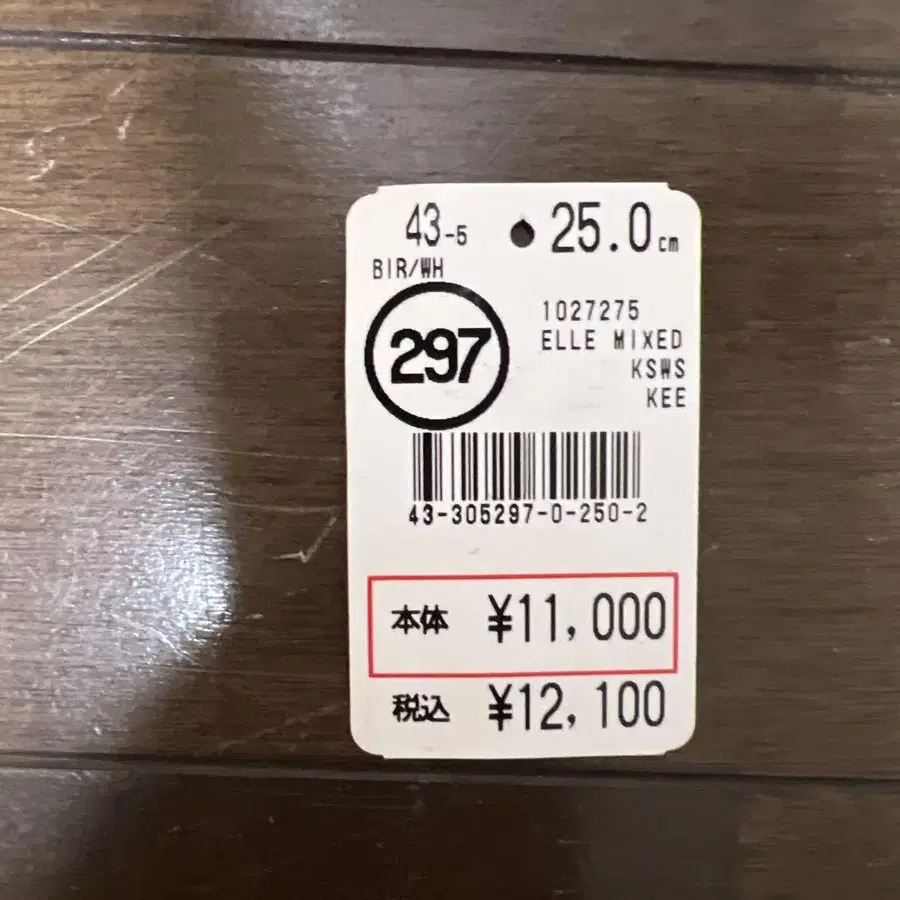 43-5 25.0cm
BIR/WH
1027275
297
ELLE MIXED
KSWS
KEE
43-305297-0-250-2
本体 ¥11,000
税込 ¥12,100